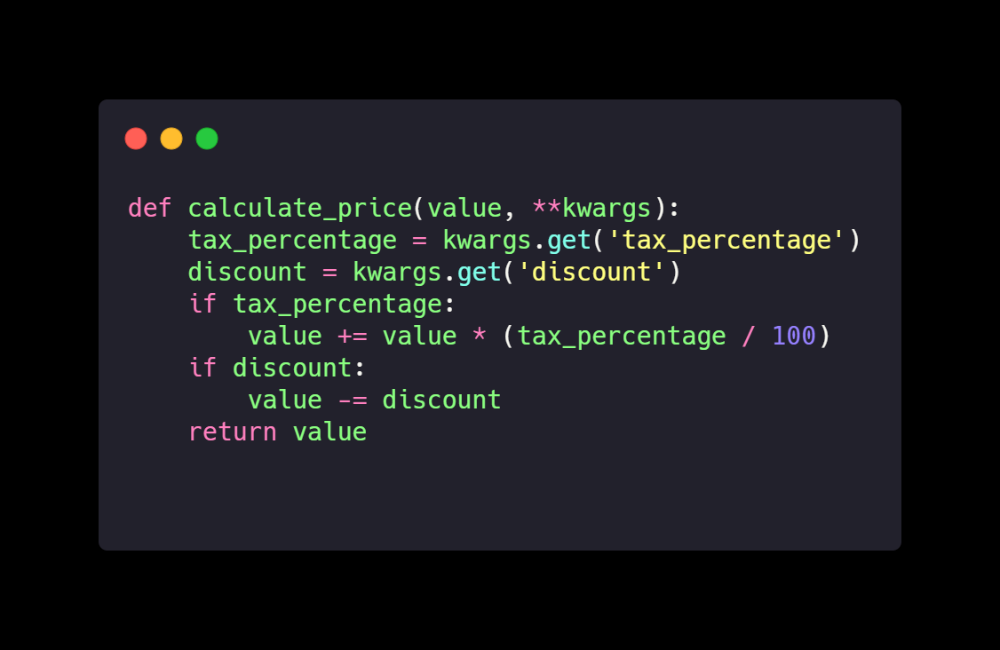 def calculate_price(value, **kwargs):
    tax_percentage = kwargs.get('tax_percentage')
    discount = kwargs.get('discount')
    if tax_percentage:
        value += value * (tax_percentage / 100)
    if discount:
        value -= discount
    return value